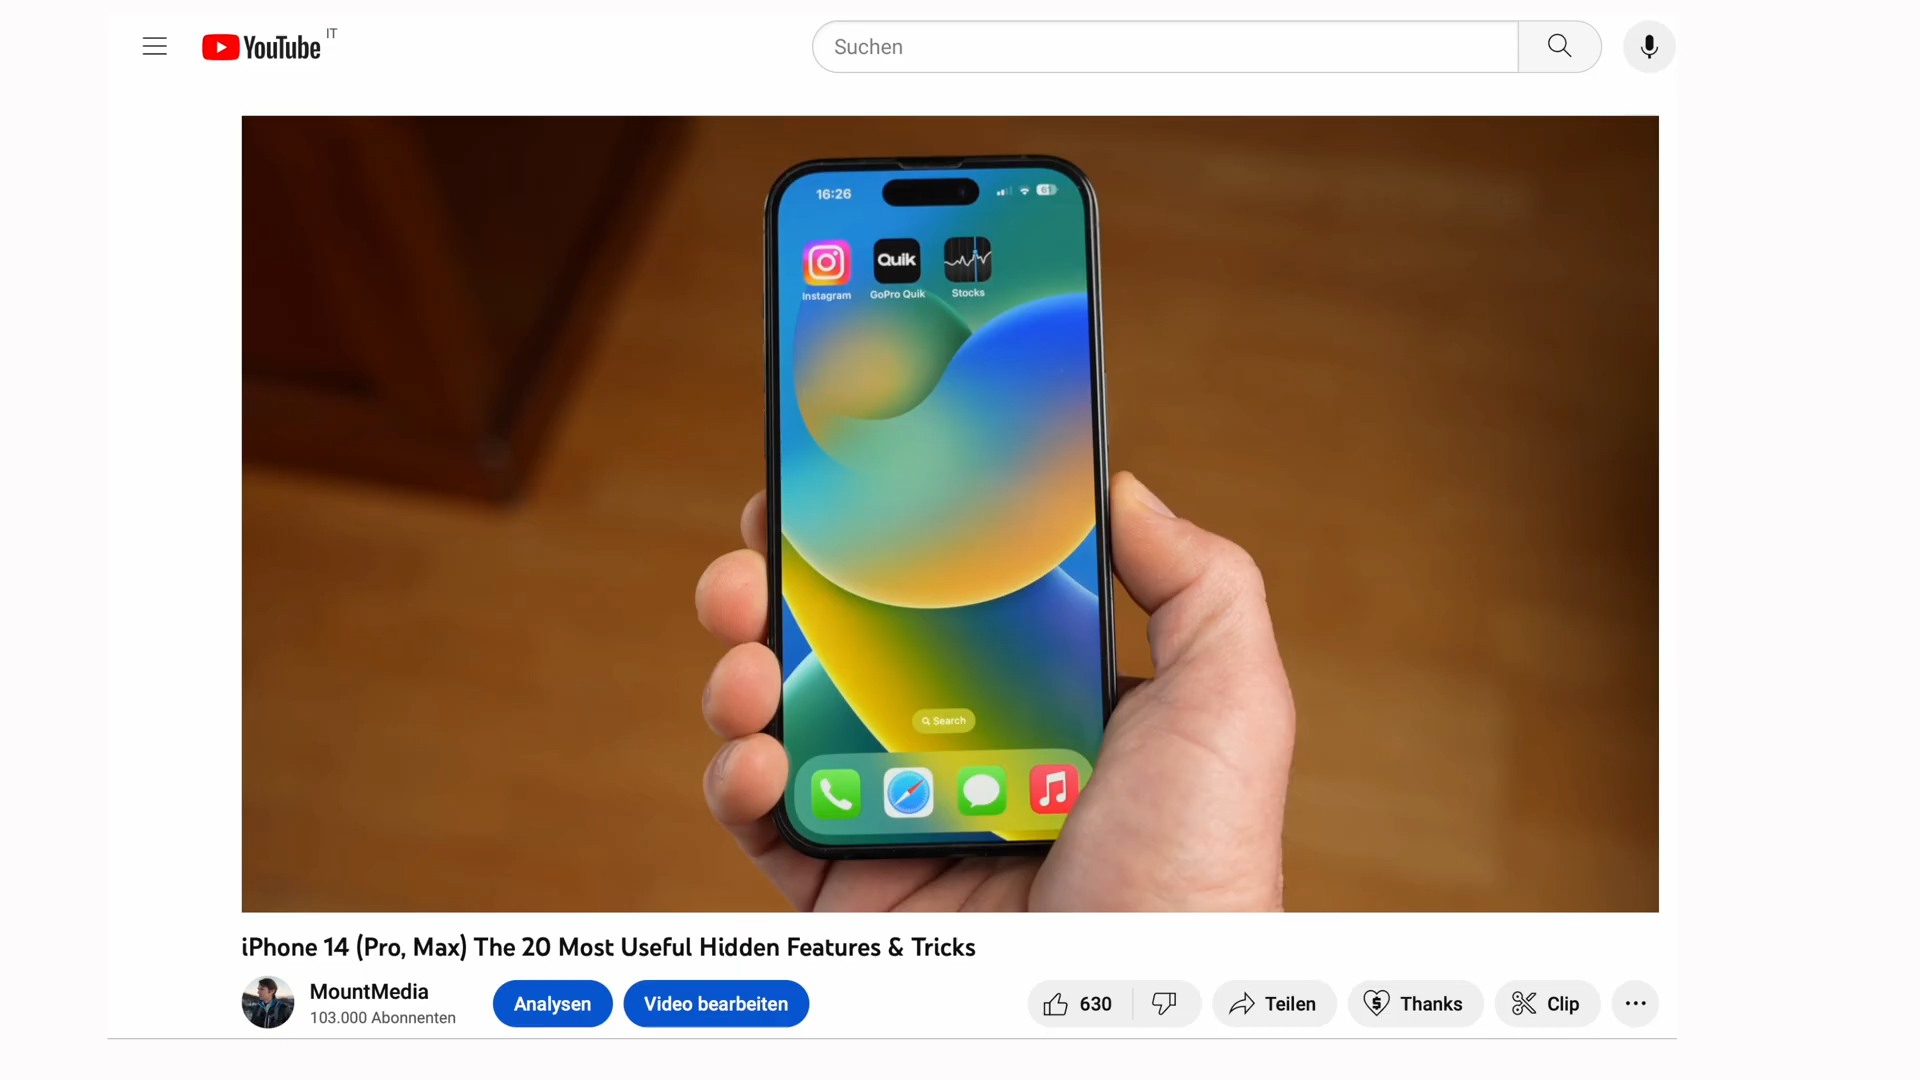 YouTube IT
Suchen
16:26
61
Quik
Instagram
GoPro Quik
Stocks
Search
iPhone 14 (Pro, Max) The 20 Most Useful Hidden Features & Tricks
MountMedia
103.000 Abonnenten
Analysen
Video bearbeiten
630
Teilen
Thanks
Clip